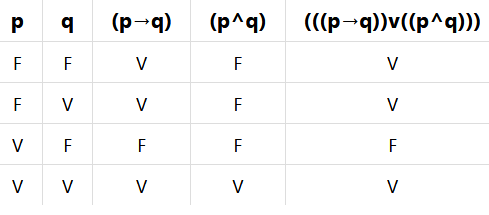 p q (p→q) (p^q) (((p→q))v((p^q)))
F F V F V
F V V F V
V F F F F
V V V V V